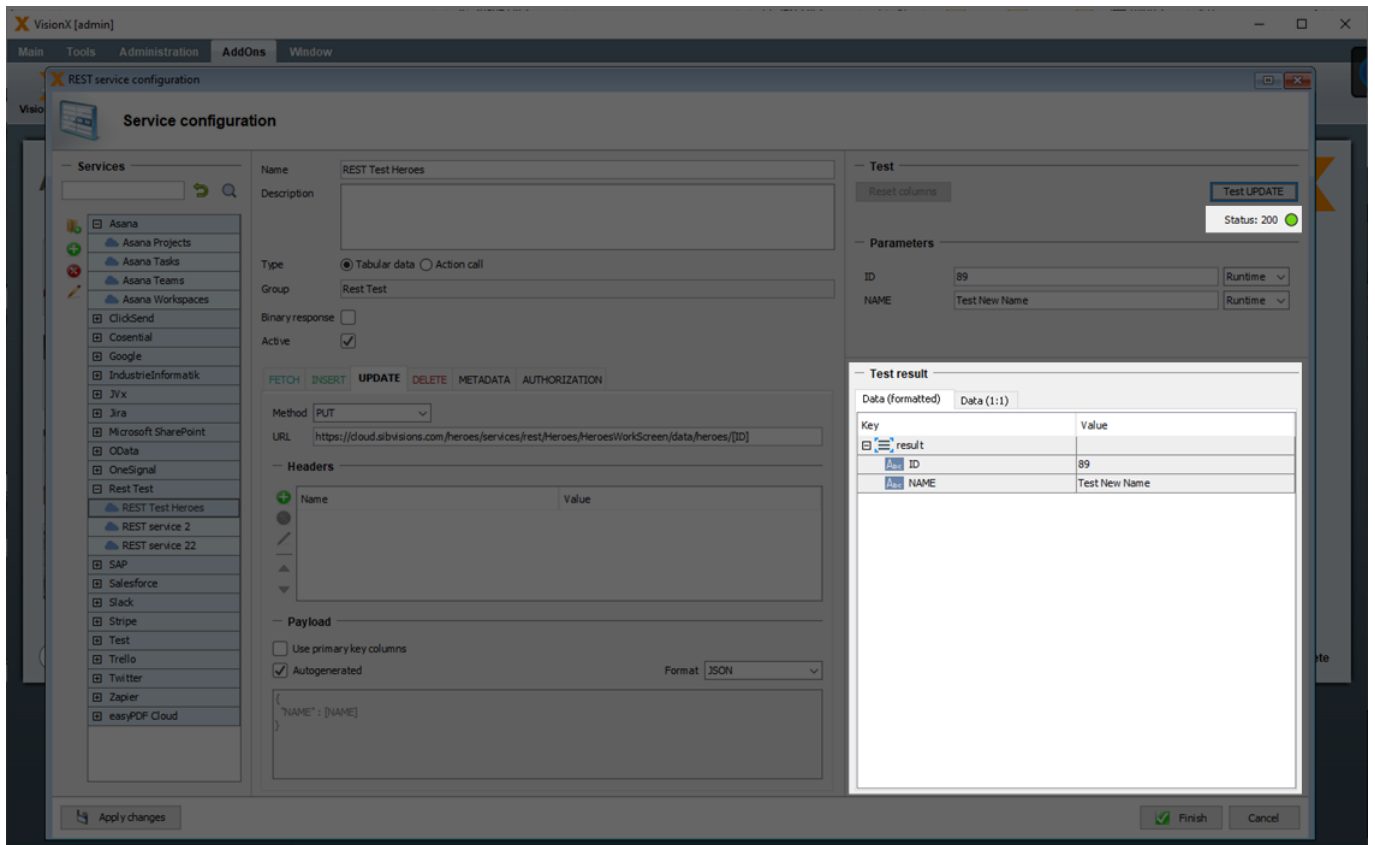 VisionX [admin]
Main Tools Administration AddOns Window
REST service configuration
Visio
Service configuration
Services
Asana
Asana Projects
Asana Tasks
Asana Teams
Asana Workspaces
ClickSend
Cosential
Google
IndustrieInformatik
JVx
Jira
Microsoft SharePoint
OData
OneSignal
Rest Test
REST Test Heroes
REST service 2
REST service 22
SAP
Salesforce
Slack
Stripe
Test
Trello
Twitter
Zapier
easyPDF Cloud
Name REST Test Heroes
Description
Type Tabular data Action call
Group Rest Test
Binary response
Active
FETCH INSERT UPDATE DELETE METADATA AUTHORIZATION
Method PUT
URL https://cloud.sibvisions.com/heroes/services/rest/Heroes/HeroesWorkScreen/data/heroes/[ID]
Headers
Name Value
Payload
Use primary key columns
Autogenerated Format JSON
{
"NAME" : [NAME]
}
Test
Reset columns Test UPDATE
Status: 200
Parameters
ID 89 Runtime
NAME Test New Name Runtime
Test result
Data (formatted) Data (1:1)
Key Value
result
Abc ID 89
Abc NAME Test New Name
ete
Apply changes Finish Cancel